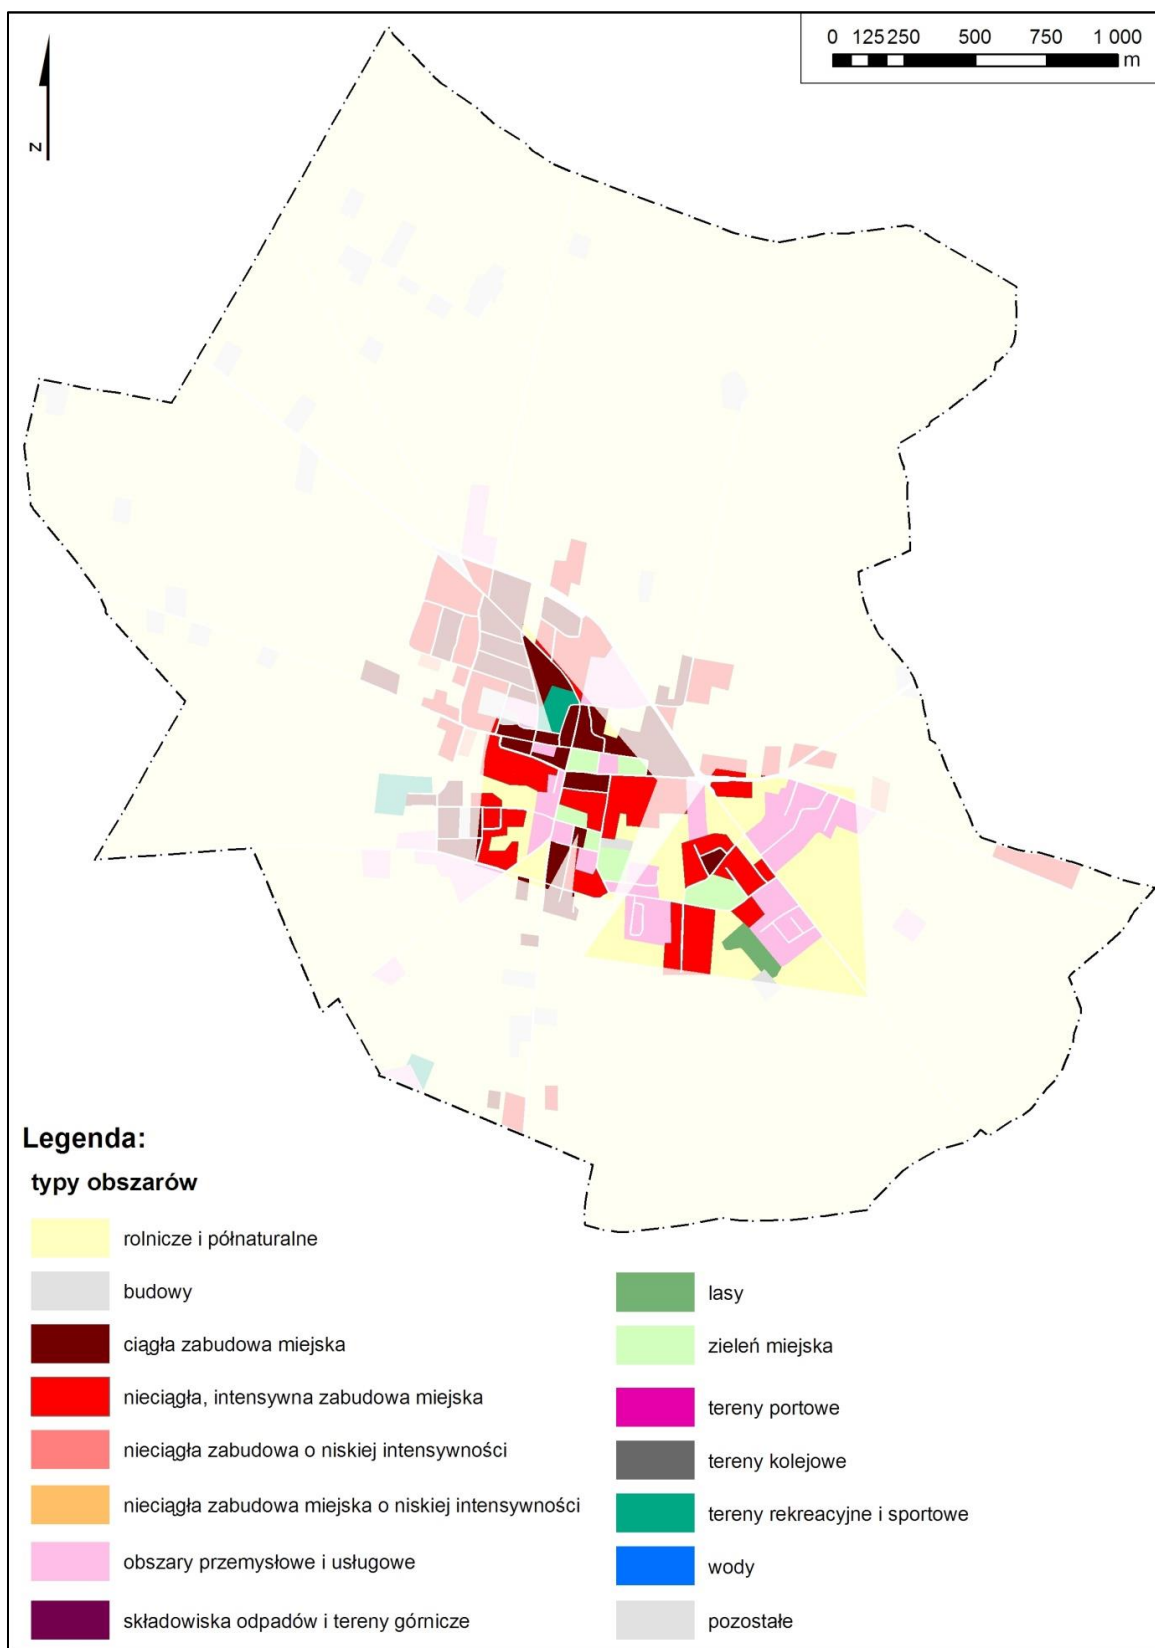 0 125 250 500 750 1 000
m
z
Legenda:
typy obszarów
rolnicze i półnaturalne
budowy
ciągła zabudowa miejska
nieciągła, intensywna zabudowa miejska
nieciągła zabudowa o niskiej intensywności
nieciągła zabudowa miejska o niskiej intensywności
obszary przemysłowe i usługowe
składowiska odpadów i tereny górnicze
lasy
zieleń miejska
tereny portowe
tereny kolejowe
tereny rekreacyjne i sportowe
wody
pozostałe